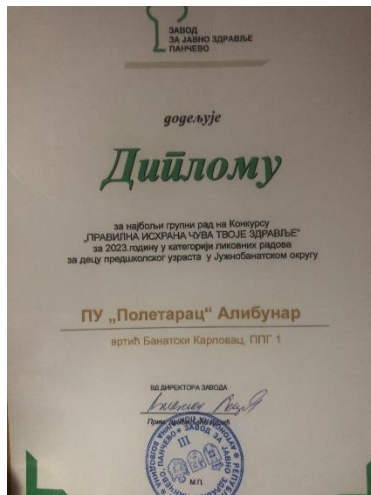 ЗАВОД
ЗА ЈАВНО ЗДРАВЉЕ
ПАНЧЕВО
додељује
Диплому
за најбољи групни рад на Конкурсу
„ПРАВИЛНА ИСХРАНА ЧУВА ТВОЈЕ ЗДРАВЉЕ“
за 2023.годину у категорији ликовних радова
за децу предшколског узраста у Јужнобанатском округу
ПУ „Полетарац“ Алибунар
вртић Банатски Карловац, ППГ 1
ВД ДИРЕКТОРА ЗАВОДА
Прим.
III
М.П.